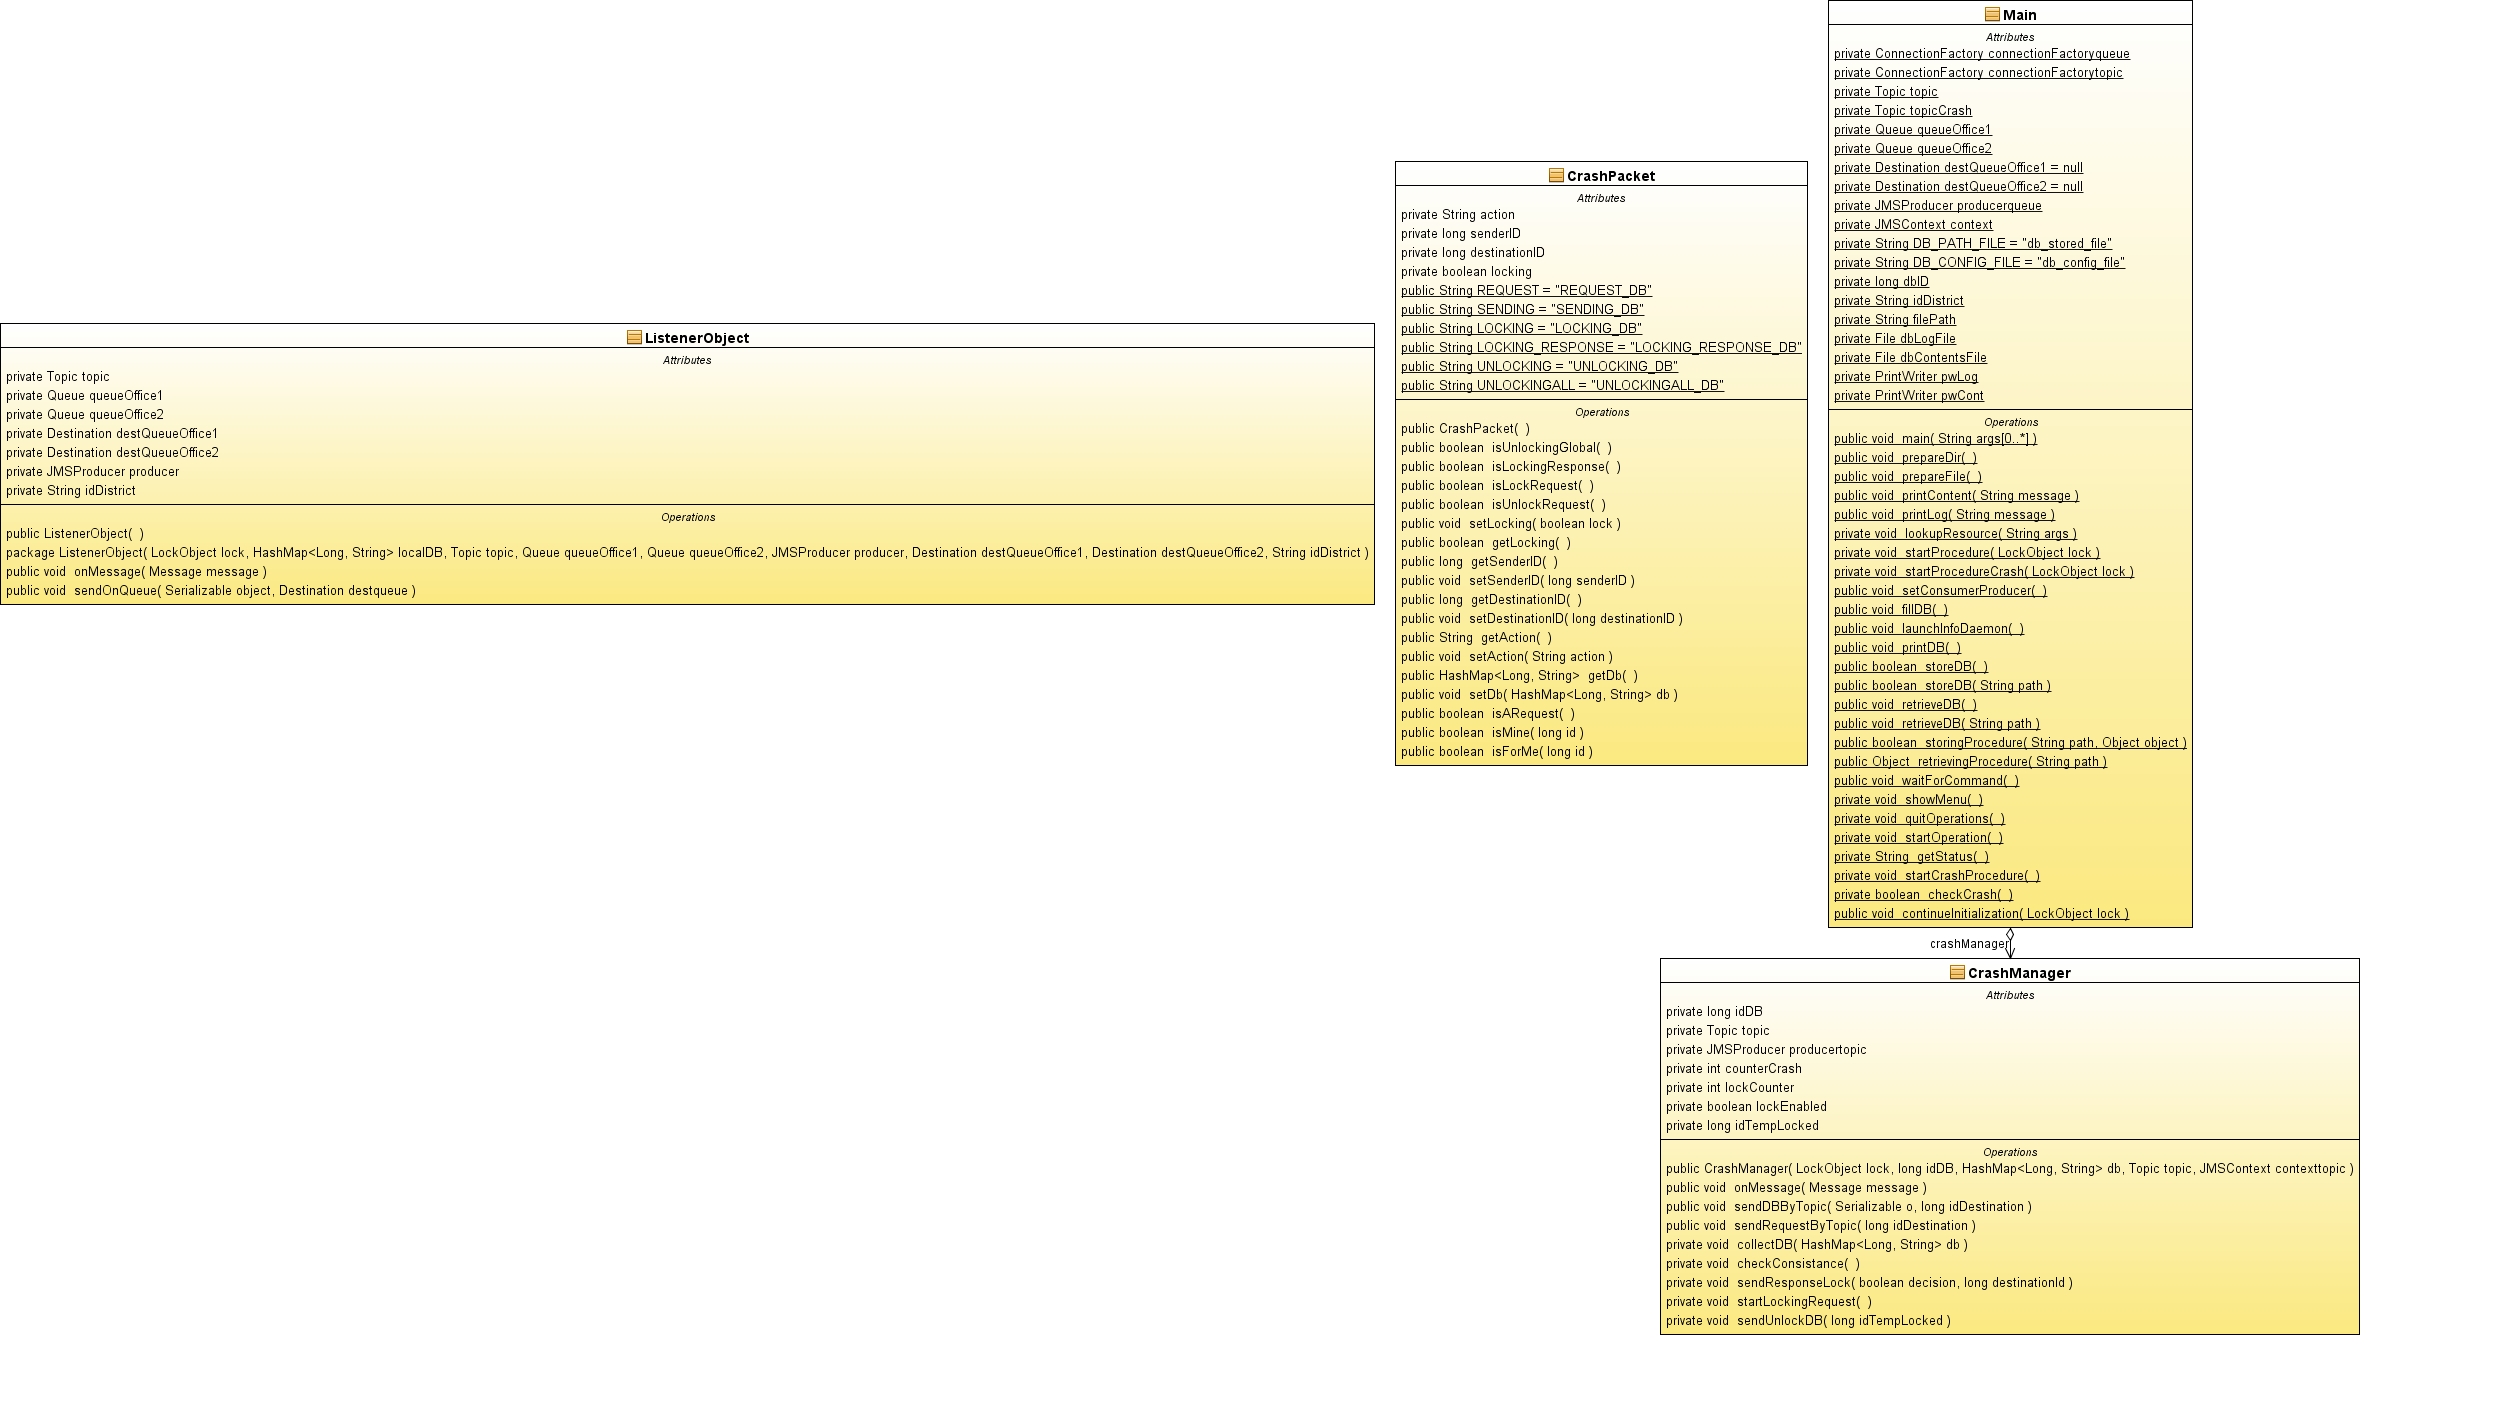 ListenerObject
Attributes
private Topic topic
private Queue queueOffice1
private Queue queueOffice2
private Destination destQueueOffice1
private Destination destQueueOffice2
private JMSProducer producer
private String idDistrict
Operations
public ListenerObject(  )
package ListenerObject( LockObject lock, HashMap<Long, String> localDB, Topic topic, Queue queueOffice1, Queue queueOffice2, JMSProducer producer, Destination destQueueOffice1, Destination destQueueOffice2, String idDistrict )
public void  onMessage( Message message )
public void  sendOnQueue( Serializable object, Destination destqueue )
CrashPacket
Attributes
private String action
private long senderID
private long destinationID
private boolean locking
public String REQUEST = "REQUEST_DB"
public String SENDING = "SENDING_DB"
public String LOCKING = "LOCKING_DB"
public String LOCKING_RESPONSE = "LOCKING_RESPONSE_DB"
public String UNLOCKING = "UNLOCKING_DB"
public String UNLOCKINGALL = "UNLOCKINGALL_DB"
Operations
public CrashPacket(  )
public boolean  isUnlockingGlobal(  )
public boolean  isLockingResponse(  )
public boolean  isLockRequest(  )
public boolean  isUnlockRequest(  )
public void  setLocking( boolean lock )
public boolean  getLocking(  )
public long  getSenderID(  )
public void  setSenderID( long senderID )
public long  getDestinationID(  )
public void  setDestinationID( long destinationID )
public String  getAction(  )
public void  setAction( String action )
public HashMap<Long, String>  getDb(  )
public void  setDb( HashMap<Long, String> db )
public boolean  isARequest(  )
public boolean  isMine( long id )
public boolean  isForMe( long id )
Main
Attributes
private ConnectionFactory connectionFactoryqueue
private ConnectionFactory connectionFactorytopic
private Topic topic
private Topic topicCrash
private Queue queueOffice1
private Queue queueOffice2
private Destination destQueueOffice1 = null
private Destination destQueueOffice2 = null
private JMSProducer producerqueue
private JMSContext context
private String DB_PATH_FILE = "db_stored_file"
private String DB_CONFIG_FILE = "db_config_file"
private long dbID
private String idDistrict
private String filePath
private File dbLogFile
private File dbContentsFile
private PrintWriter pwLog
private PrintWriter pwCont
Operations
public void  main( String args[0..*] )
public void  prepareDir(  )
public void  prepareFile(  )
public void  printContent( String message )
public void  printLog( String message )
private void  lookupResource( String args )
private void  startProcedure( LockObject lock )
private void  startProcedureCrash( LockObject lock )
public void  setConsumerProducer(  )
public void  fillDB(  )
public void  launchInfoDaemon(  )
public void  printDB(  )
public boolean  storeDB(  )
public boolean  storeDB( String path )
public void  retrieveDB(  )
public void  retrieveDB( String path )
public boolean  storingProcedure( String path, Object object )
public Object  retrievingProcedure( String path )
public void  waitForCommand(  )
private void  showMenu(  )
private void  quitOperations(  )
private void  startOperation(  )
private String  getStatus(  )
private void  startCrashProcedure(  )
private boolean  checkCrash(  )
public void  continueInitialization( LockObject lock )
crashManager
CrashManager
Attributes
private long idDB
private Topic topic
private JMSProducer producertopic
private int counterCrash
private int lockCounter
private boolean lockEnabled
private long idTempLocked
Operations
public CrashManager( LockObject lock, long idDB, HashMap<Long, String> db, Topic topic, JMSContext contexttopic )
public void  onMessage( Message message )
public void  sendDBByTopic( Serializable o, long idDestination )
public void  sendRequestByTopic( long idDestination )
private void  collectDB( HashMap<Long, String> db )
private void  checkConsistance(  )
private void  sendResponseLock( boolean decision, long destinationId )
private void  startLockingRequest(  )
private void  sendUnlockDB( long idTempLocked )